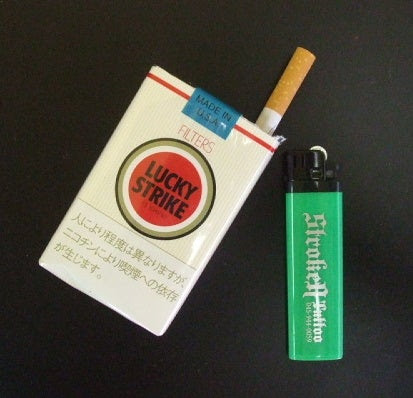 MADE IN
U.S.A.
FILTERS
LUCKY
STRIKE
人により程度は異なりますが、
ニコチンにより喫煙への依存
が生じます。
Tattoo